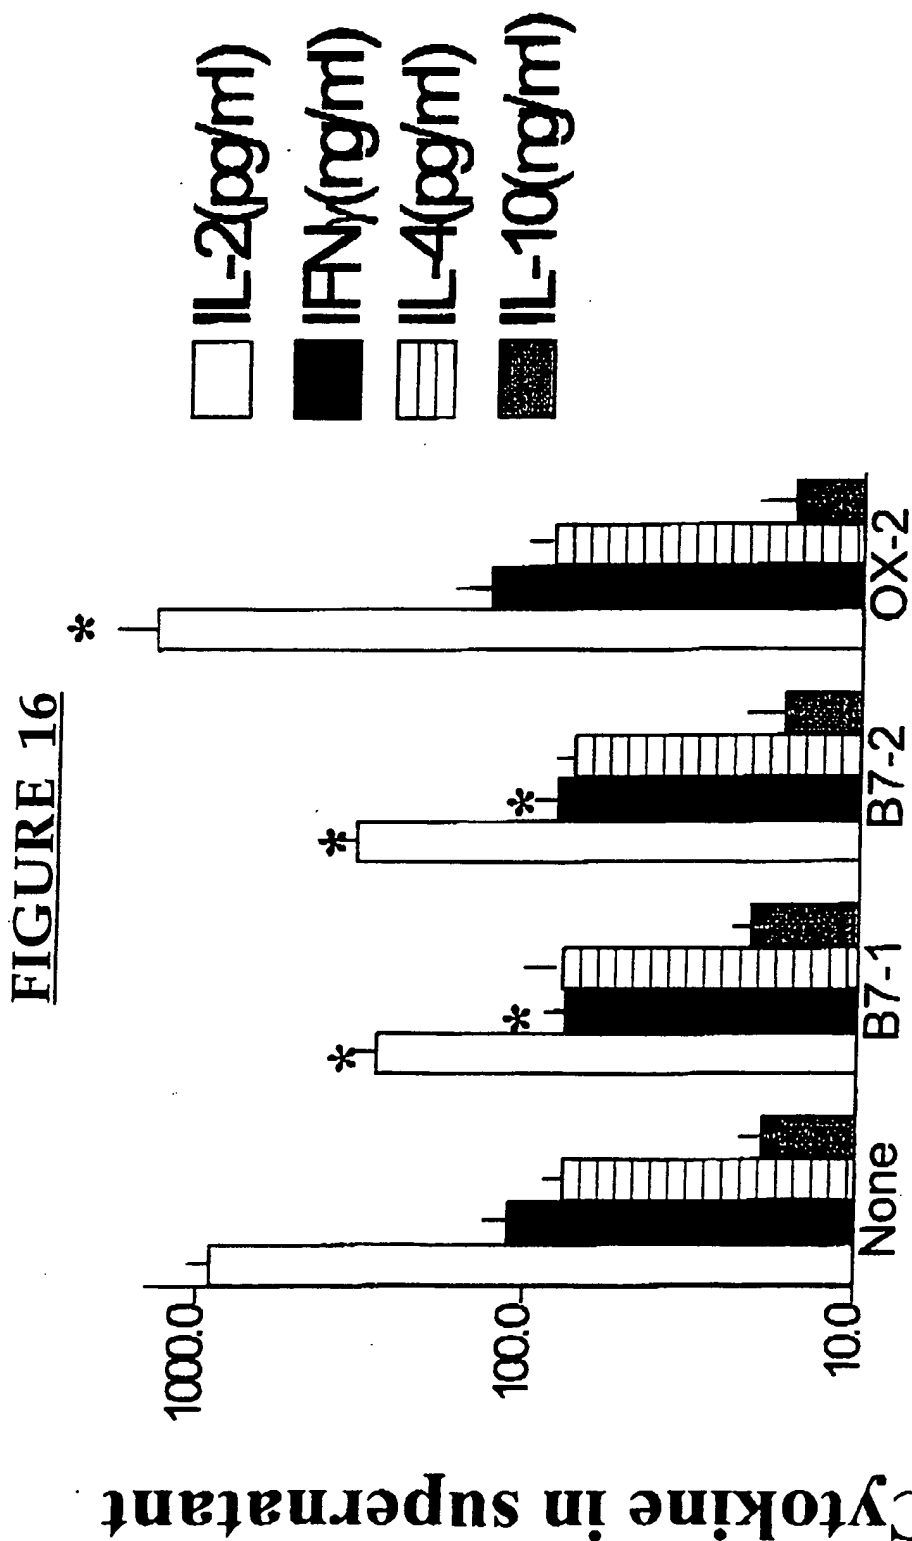 FIGURE 16
Cytokine in supernatant
1000.0
100.0
10.0
None
B7-1
B7-2
OX-2
*
*
*
*
*
IL-2(pg/ml)
IFNγ(ng/ml)
IL-4(pg/ml)
IL-10(ng/ml)